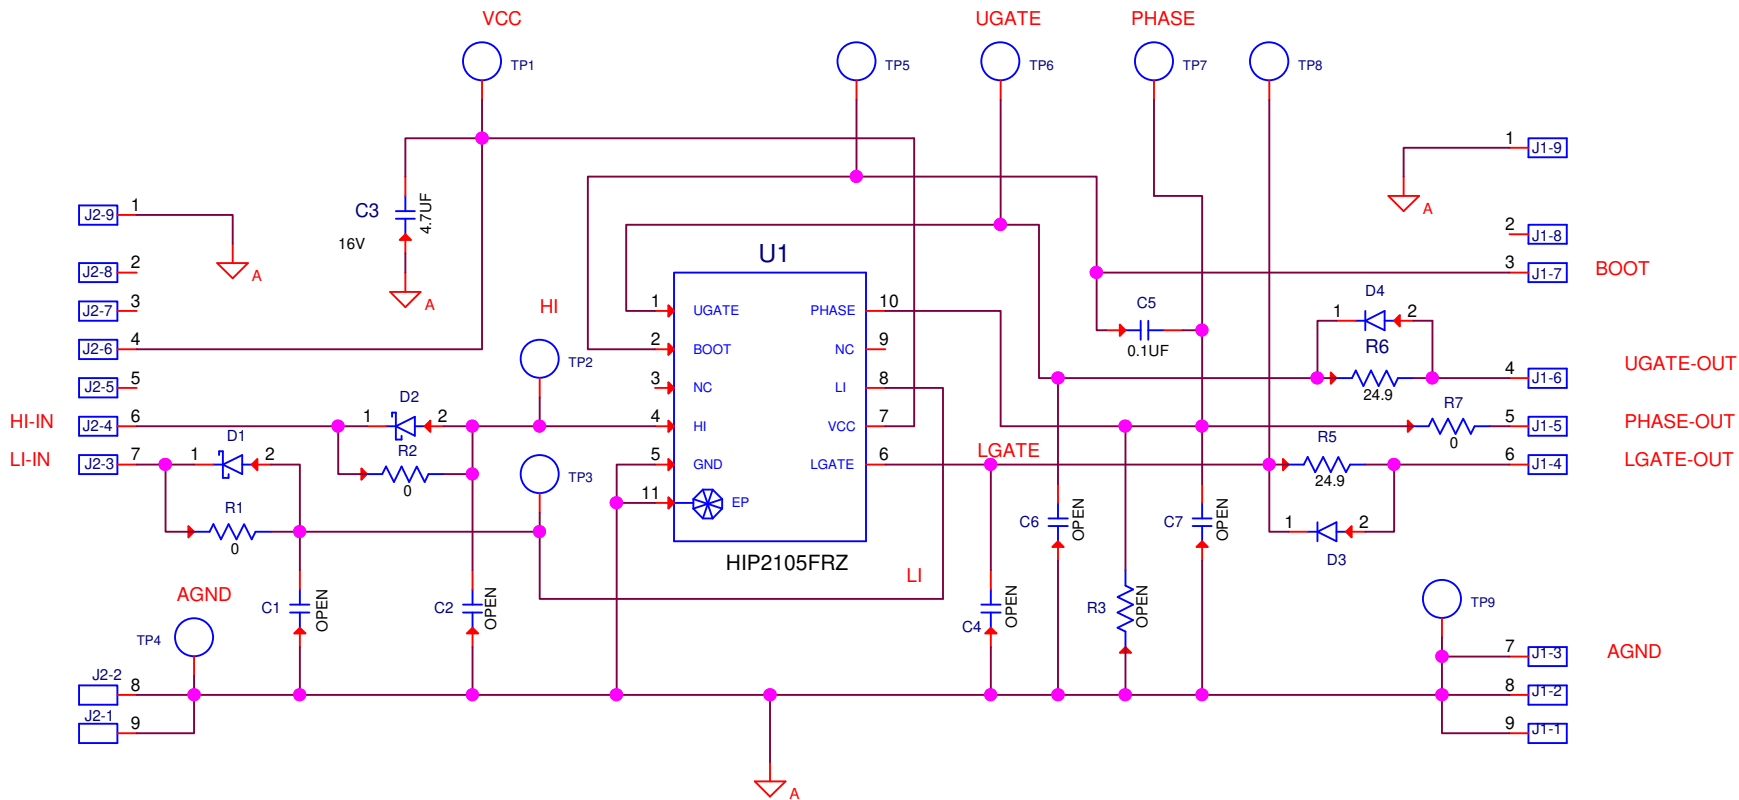 VCC
UGATE
PHASE
TP1
TP5
TP6
TP7
TP8
1
J1-9
A
J2-9
1
A
C3
4.7UF
16V
A
J2-8
2
J2-7
3
J2-6
4
J2-5
5
HI-IN
J2-4
6
LI-IN
J2-3
7
HI
TP2
TP3
1
D2
2
R2
0
1
D1
2
R1
0
U1
1
UGATE
2
BOOT
3
NC
4
HI
5
GND
11
EP
PHASE
10
NC
9
LI
8
VCC
7
LGATE
6
HIP2105FRZ
LI
LGATE
2
J1-8
3
J1-7
BOOT
C5
0.1UF
D4
1
2
R6
24.9
4
J1-6
UGATE-OUT
R7
0
5
J1-5
PHASE-OUT
R5
24.9
6
J1-4
LGATE-OUT
1
2
D3
C6
OPEN
C7
OPEN
C4
OPEN
R3
OPEN
C1
OPEN
C2
OPEN
AGND
TP4
J2-2
8
J2-1
9
TP9
7
J1-3
AGND
8
J1-2
9
J1-1
A